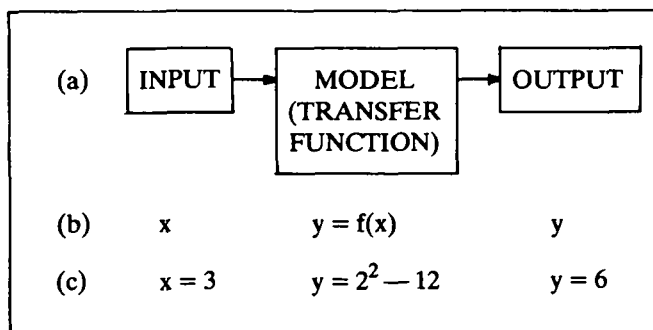 (a) INPUT MODEL (TRANSFER FUNCTION) OUTPUT
(b) x y = f(x) y
(c) x = 3 y = 2² — 12 y = 6